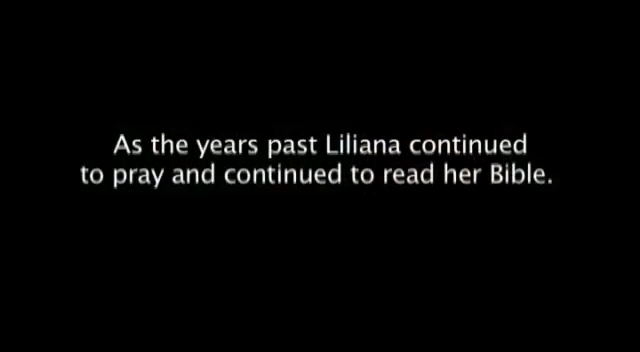 As the years past Liliana continued
to pray and continued to read her Bible.